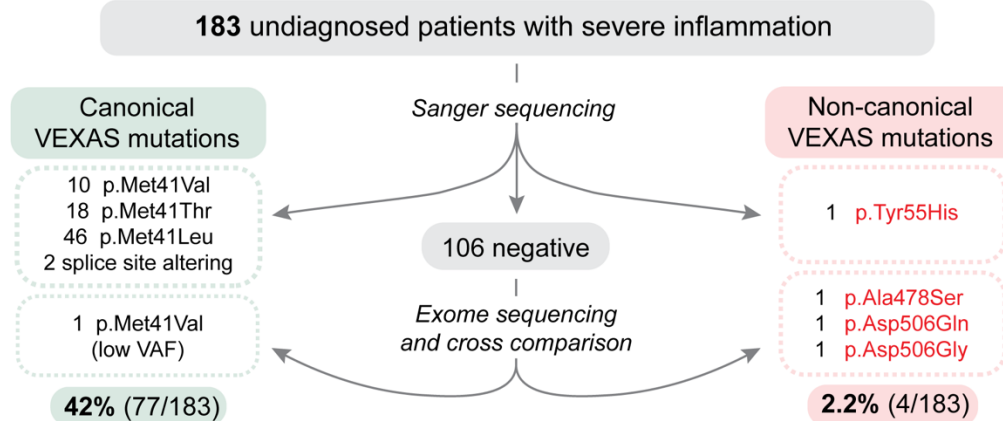 183 undiagnosed patients with severe inflammation
Sanger sequencing
Canonical
VEXAS mutations
10 p.Met41Val
18 p.Met41Thr
46 p.Met41Leu
2 splice site altering
1 p.Met41Val
(low VAF)
42% (77/183)
106 negative
Exome sequencing
and cross comparison
Non-canonical
VEXAS mutations
1 p.Tyr55His
1 p.Ala478Ser
1 p.Asp506Gln
1 p.Asp506Gly
2.2% (4/183)